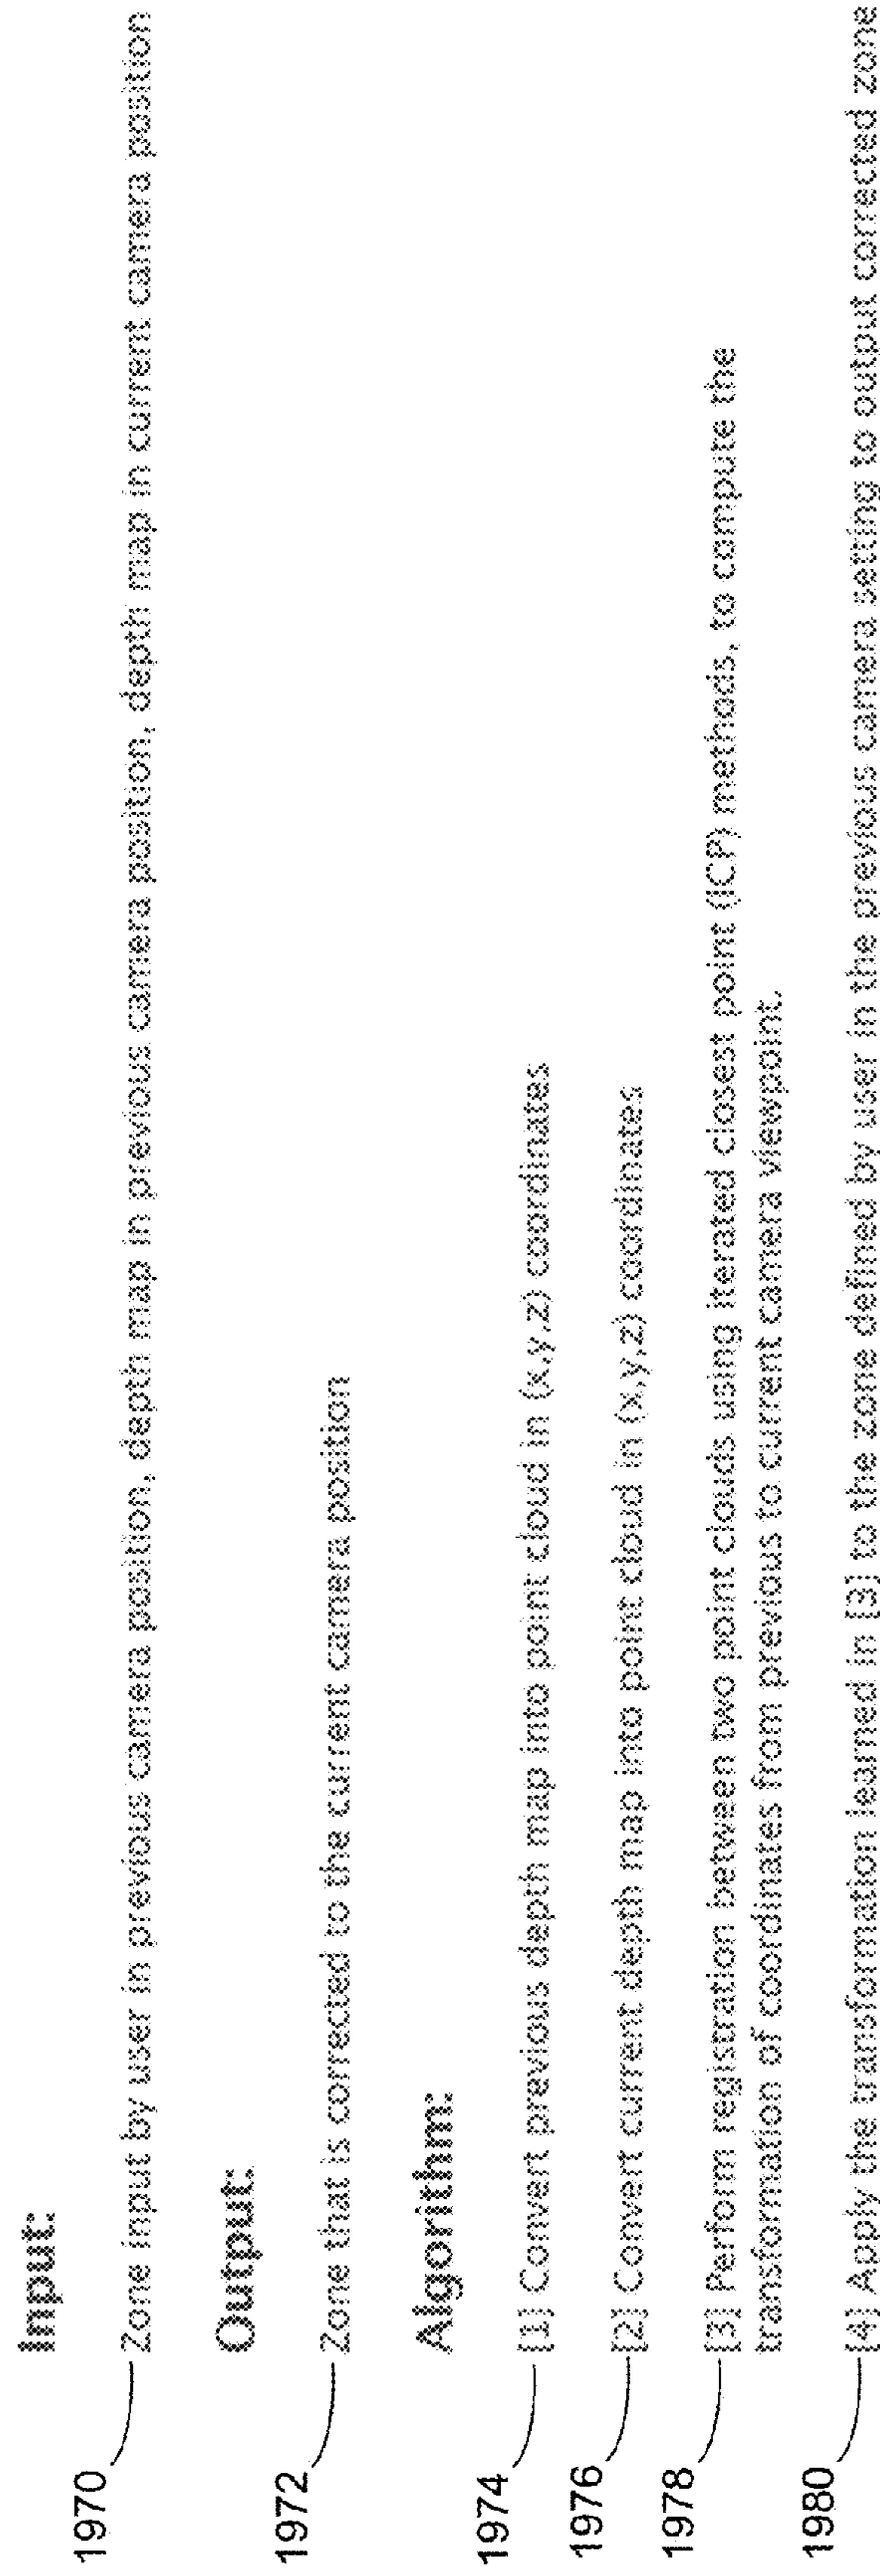 Input:
1970 Zone input by user in previous camera position, depth map in previous camera position, depth map in current camera position
Output:
1972 Zone that is corrected to the current camera position
Algorithm:
1974 [1] Convert previous depth map into point cloud in (x,y,z) coordinates
1976 [2] Convert current depth map into point cloud in (x,y,z) coordinates
1978 [3] Perform registration between two point clouds using iterated closest point (ICP) methods, to compute the
transformation of coordinates from previous to current camera viewpoint.
1980 [4] Apply the transformation learned in [3] to the zone defined by user in the previous camera setting to output corrected zone